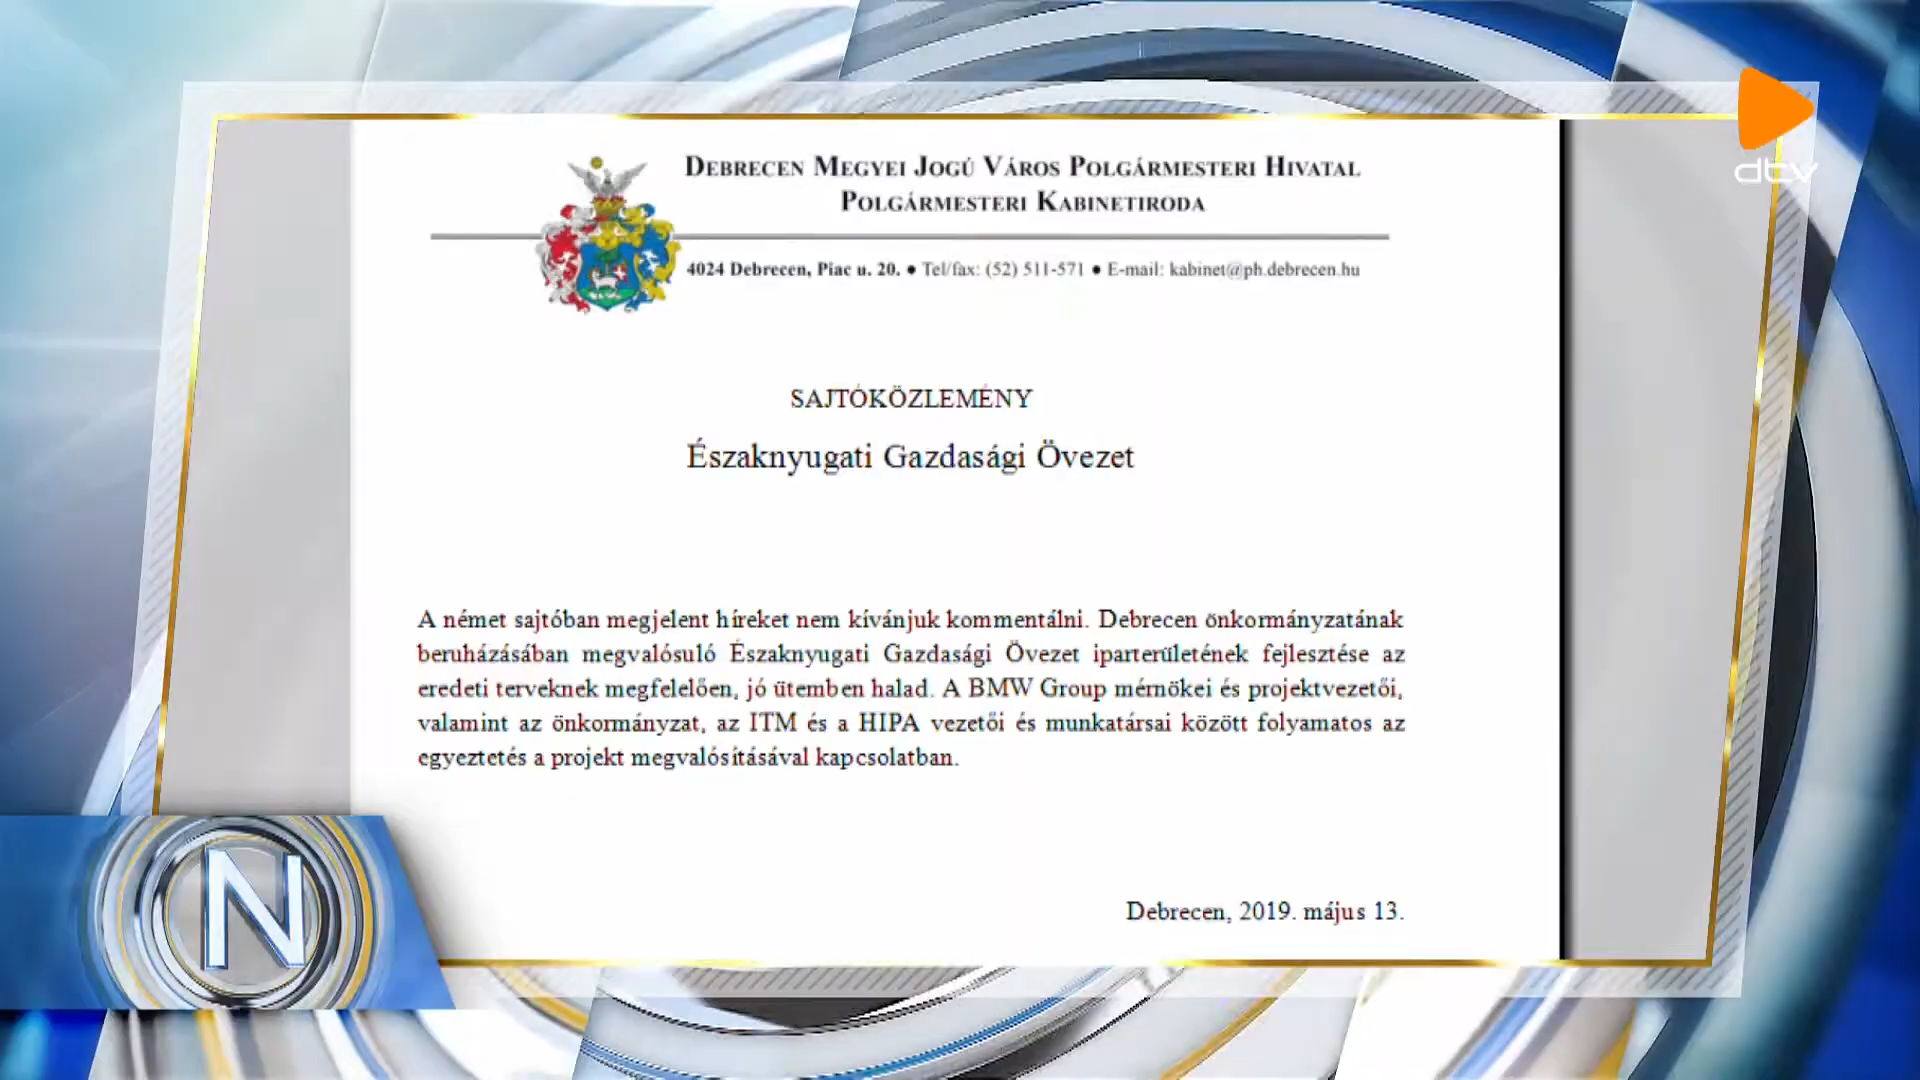 dtv
DEBRECEN MEGYEI JOGÚ VÁROS POLGÁRMESTERI HIVATAL
POLGÁRMESTERI KABINETIRODA
4024 Debrecen, Piac u. 20. ● Tel/fax: (52) 511-571 ● E-mail: kabinet@ph.debrecen.hu
SAJTÓKÖZLEMÉNY
Északnyugati Gazdasági Övezet
A német sajtóban megjelent híreket nem kívánjuk kommentálni. Debrecen önkormányzatának
beruházásában megvalósuló Északnyugati Gazdasági Övezet iparterületének fejlesztése az
eredeti terveknek megfelelően, jó ütemben halad. A BMW Group mérnökei és projektvezetői,
valamint az önkormányzat, az ITM és a HIPA vezetői és munkatársai között folyamatos az
egyeztetés a projekt megvalósításával kapcsolatban.
Debrecen, 2019. május 13.
N